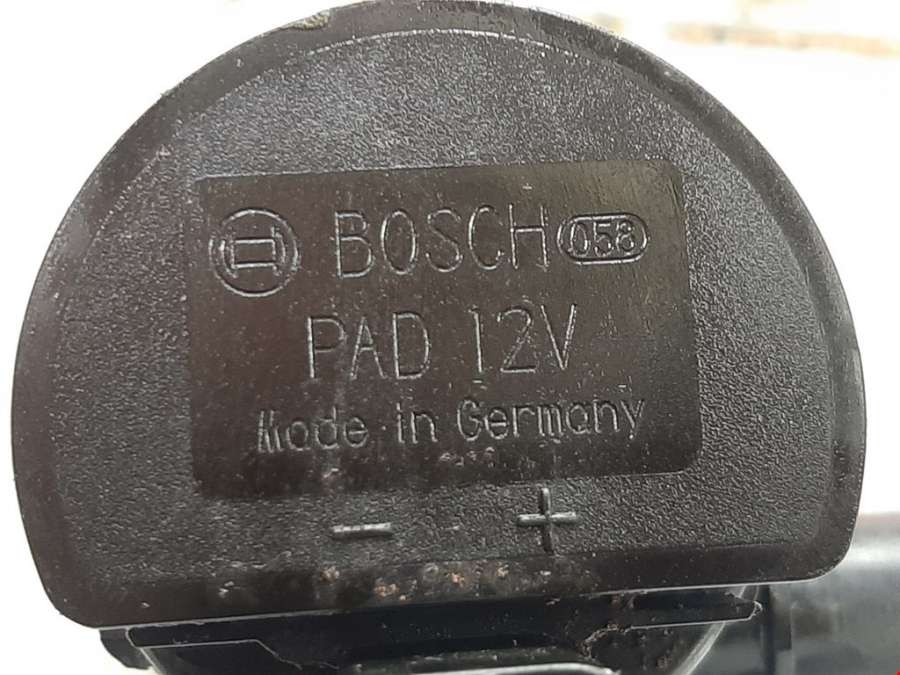 BOSCH 058
PAD 12V
Made in Germany
- +